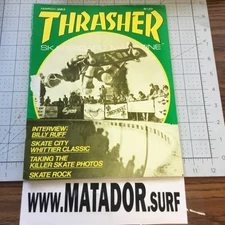 THRASHER
INTERVIEW:
BILLY RUFF
SKATE CITY
WHITTIER CLASSIC
TAKING THE
KILLER SKATE PHOTOS
SKATE ROCK
www.MATADOR.surf